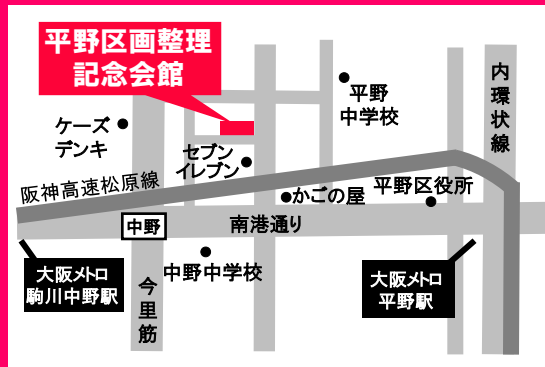 平野区画整理
記念会館
ケーズ
デンキ
セブン
イレブン
平野
中学校
内環状線
阪神高速松原線
かごの屋
平野区役所
中野
南港通り
中野中学校
大阪メトロ
駒川中野駅
今里筋
大阪メトロ
平野駅